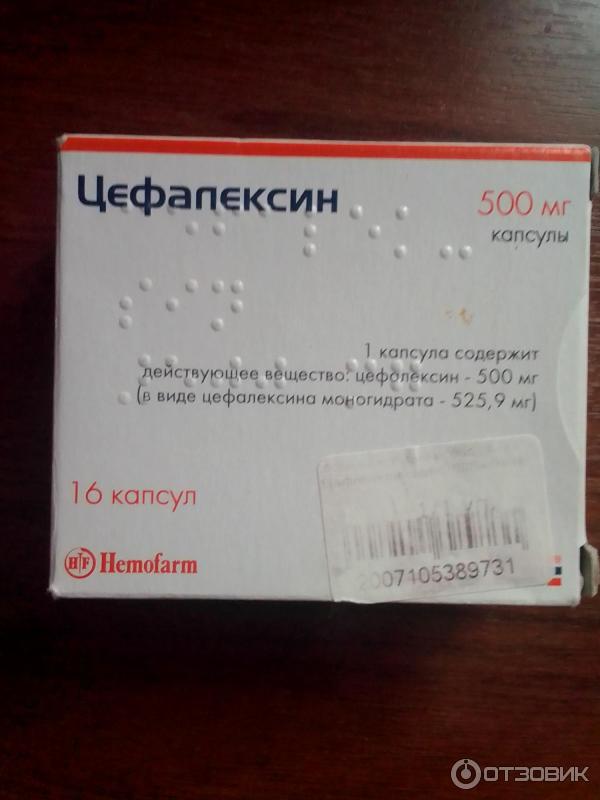 Цефалексин
500 мг
капсулы
1 капсула содержит
действующее вещество: цефалексин - 500 мг
(в виде цефалексина моногидрата - 525,9 мг)
16 капсул
HF Hemofarm
2007105389731
ОТЗОВИК